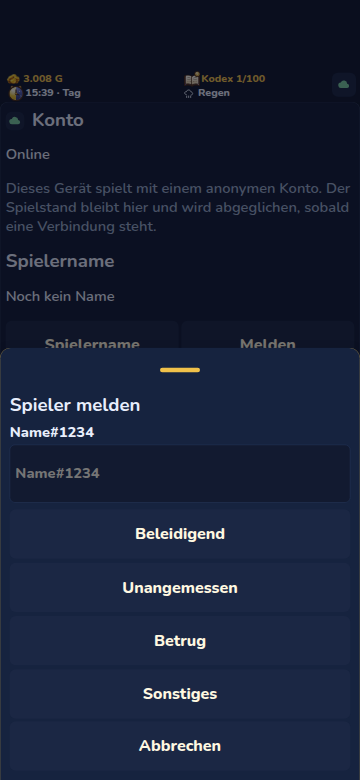 3.008 G
Kodex 1/100
15:39 · Tag
Regen
Konto
Online
Dieses Gerät spielt mit einem anonymen Konto. Der
Spielstand bleibt hier und wird abgeglichen, sobald
eine Verbindung steht.
Spielername
Noch kein Name
Spielername
Melden
Spieler melden
Name#1234
Name#1234
Beleidigend
Unangemessen
Betrug
Sonstiges
Abbrechen